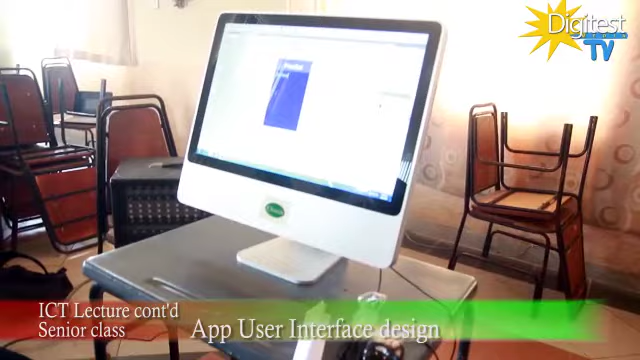 Digitest
TV
ICT Lecture cont'd
Senior class
App User Interface design